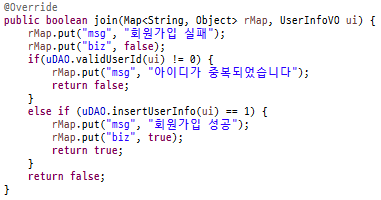 @Override
public boolean join(Map<String, Object> rMap, UserInfoVO ui) {
    rMap.put("msg", "회원가입 실패");
    rMap.put("biz", false);
    if(uDAO.validUserId(ui) != 0) {
        rMap.put("msg", "아이디가 중복되었습니다");
        return false;
    }
    else if (uDAO.insertUserInfo(ui) == 1) {
        rMap.put("msg", "회원가입 성공");
        rMap.put("biz", true);
        return true;
    }
    return false;
}